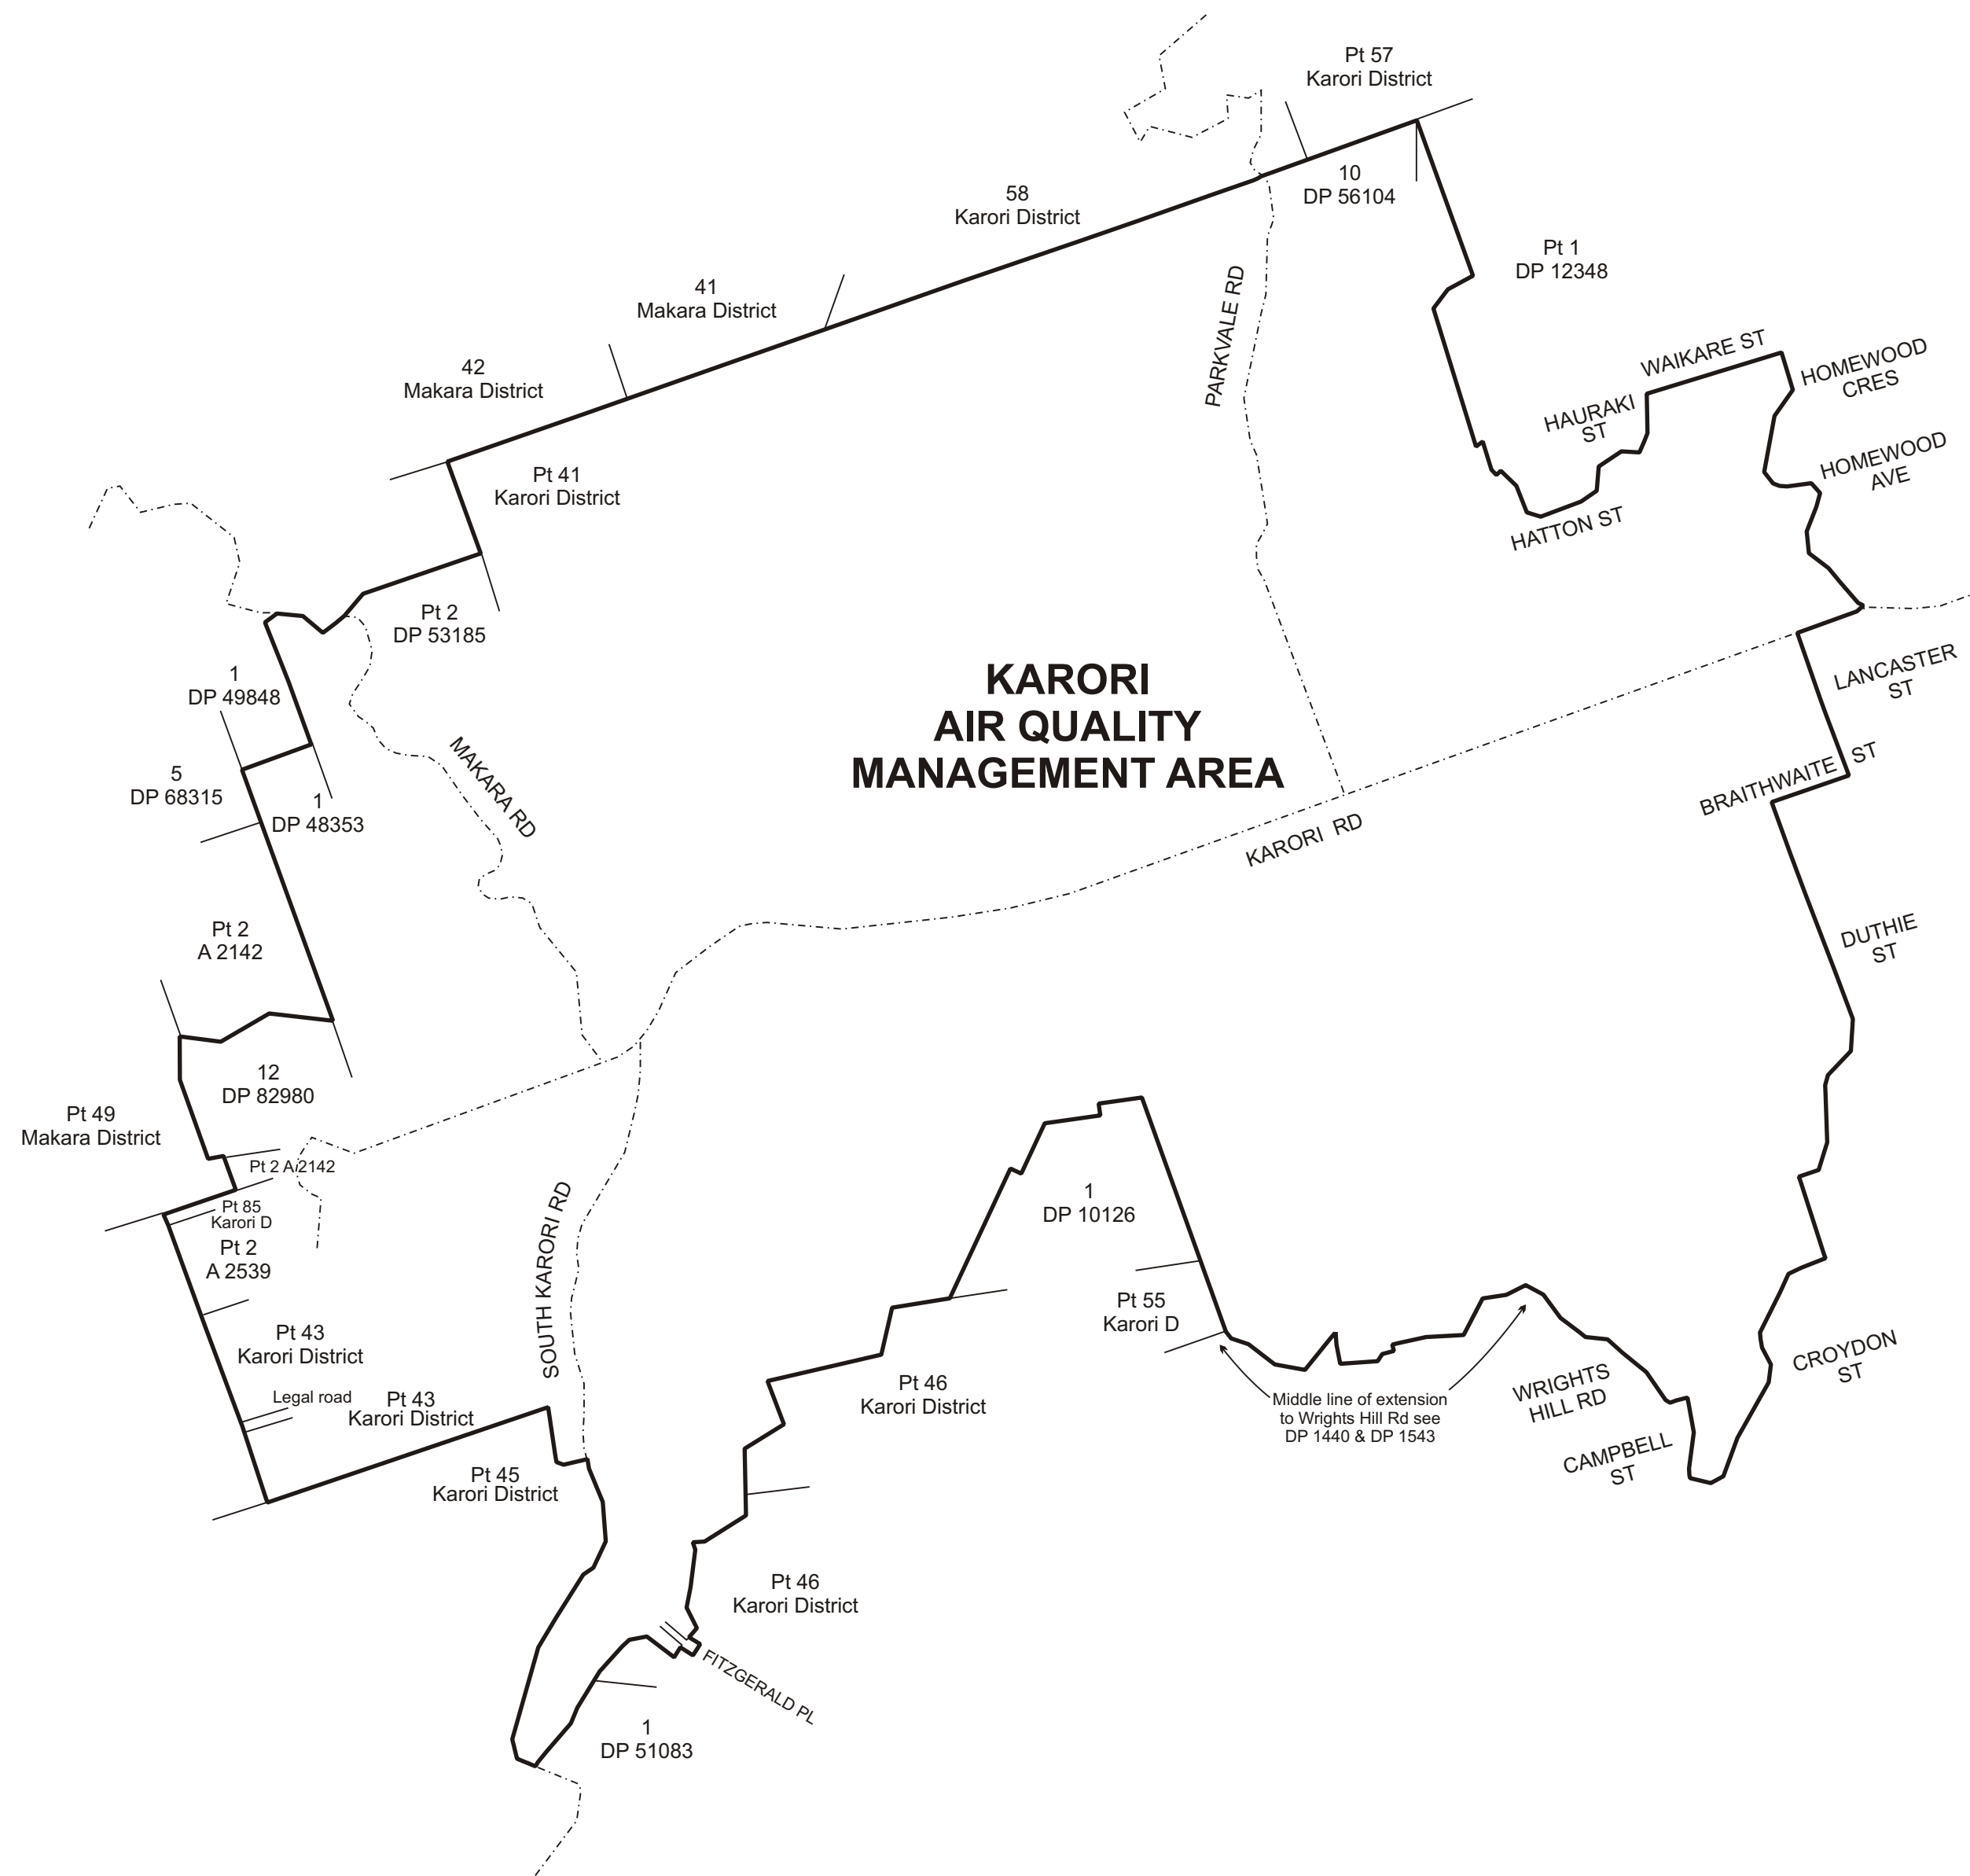 Pt 57
Karori District
10
DP 56104
58
Karori District
Pt 1
DP 12348
41
Makara District
PARKVALE RD
WAIKARE ST
HOMEWOOD
CRES
42
Makara District
HAURAKI
ST
HOMEWOOD
AVE
Pt 41
Karori District
HATTON ST
Pt 2
DP 53185
1
DP 49848
KARORI
AIR QUALITY
MANAGEMENT AREA
LANCASTER
ST
5
DP 68315
1
DP 48353
MAKARA RD
BRAITHWAITE ST
KARORI RD
Pt 2
A 2142
DUTHIE
ST
12
DP 82980
Pt 49
Makara District
Pt 2 A 2142
Pt 85
Karori D
Pt 2
A 2539
SOUTH KARORI RD
1
DP 10126
Pt 55
Karori D
Pt 43
Karori District
Legal road
Pt 43
Karori District
Pt 46
Karori District
Middle line of extension
to Wrights Hill Rd see
DP 1440 & DP 1543
WRIGHTS
HILL RD
CROYDON
ST
CAMPBELL
ST
Pt 45
Karori District
Pt 46
Karori District
FITZGERALD PL
1
DP 51083